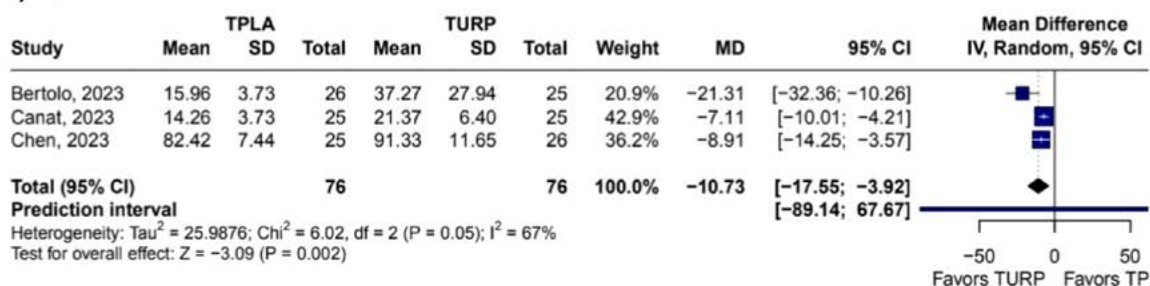 TPLA TURP Mean Difference
Study Mean SD Total Mean SD Total Weight MD 95% CI IV, Random, 95% CI
Bertolo, 2023 15.96 3.73 26 37.27 27.94 25 20.9% −21.31 [−32.36; −10.26]
Canat, 2023 14.26 3.73 25 21.37 6.40 25 42.9% −7.11 [−10.01; −4.21]
Chen, 2023 82.42 7.44 25 91.33 11.65 26 36.2% −8.91 [−14.25; −3.57]
Total (95% CI) 76 76 100.0% −10.73 [−17.55; −3.92]
Prediction interval [−89.14; 67.67]
Heterogeneity: Tau² = 25.9876; Chi² = 6.02, df = 2 (P = 0.05); I² = 67%
Test for overall effect: Z = −3.09 (P = 0.002)
−50 0 50
Favors TURP Favors TP